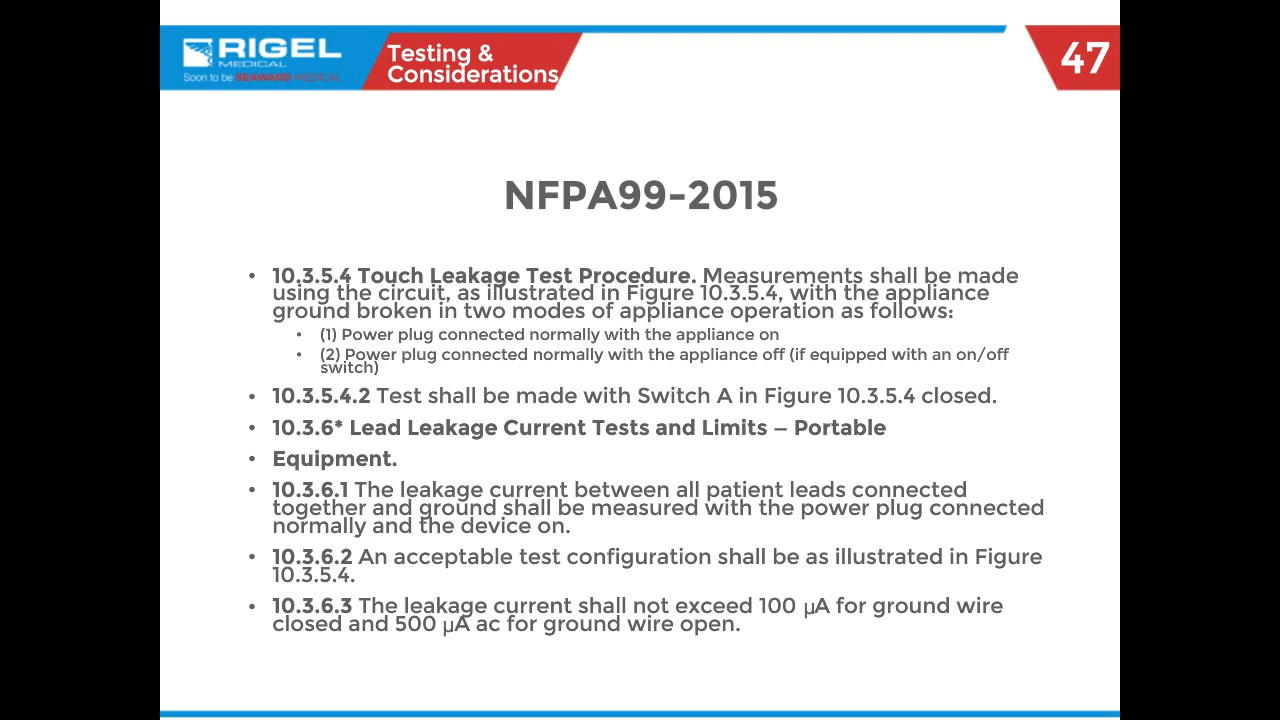 RIGEL
MEDICAL
Soon to be SEAWARD MEDICAL
Testing &
Considerations
47
NFPA99-2015
• 10.3.5.4 Touch Leakage Test Procedure. Measurements shall be made
using the circuit, as illustrated in Figure 10.3.5.4, with the appliance
ground broken in two modes of appliance operation as follows:
• (1) Power plug connected normally with the appliance on
• (2) Power plug connected normally with the appliance off (if equipped with an on/off
switch)
• 10.3.5.4.2 Test shall be made with Switch A in Figure 10.3.5.4 closed.
• 10.3.6* Lead Leakage Current Tests and Limits — Portable
• Equipment.
• 10.3.6.1 The leakage current between all patient leads connected
together and ground shall be measured with the power plug connected
normally and the device on.
• 10.3.6.2 An acceptable test configuration shall be as illustrated in Figure
10.3.5.4.
• 10.3.6.3 The leakage current shall not exceed 100 μA for ground wire
closed and 500 μA ac for ground wire open.